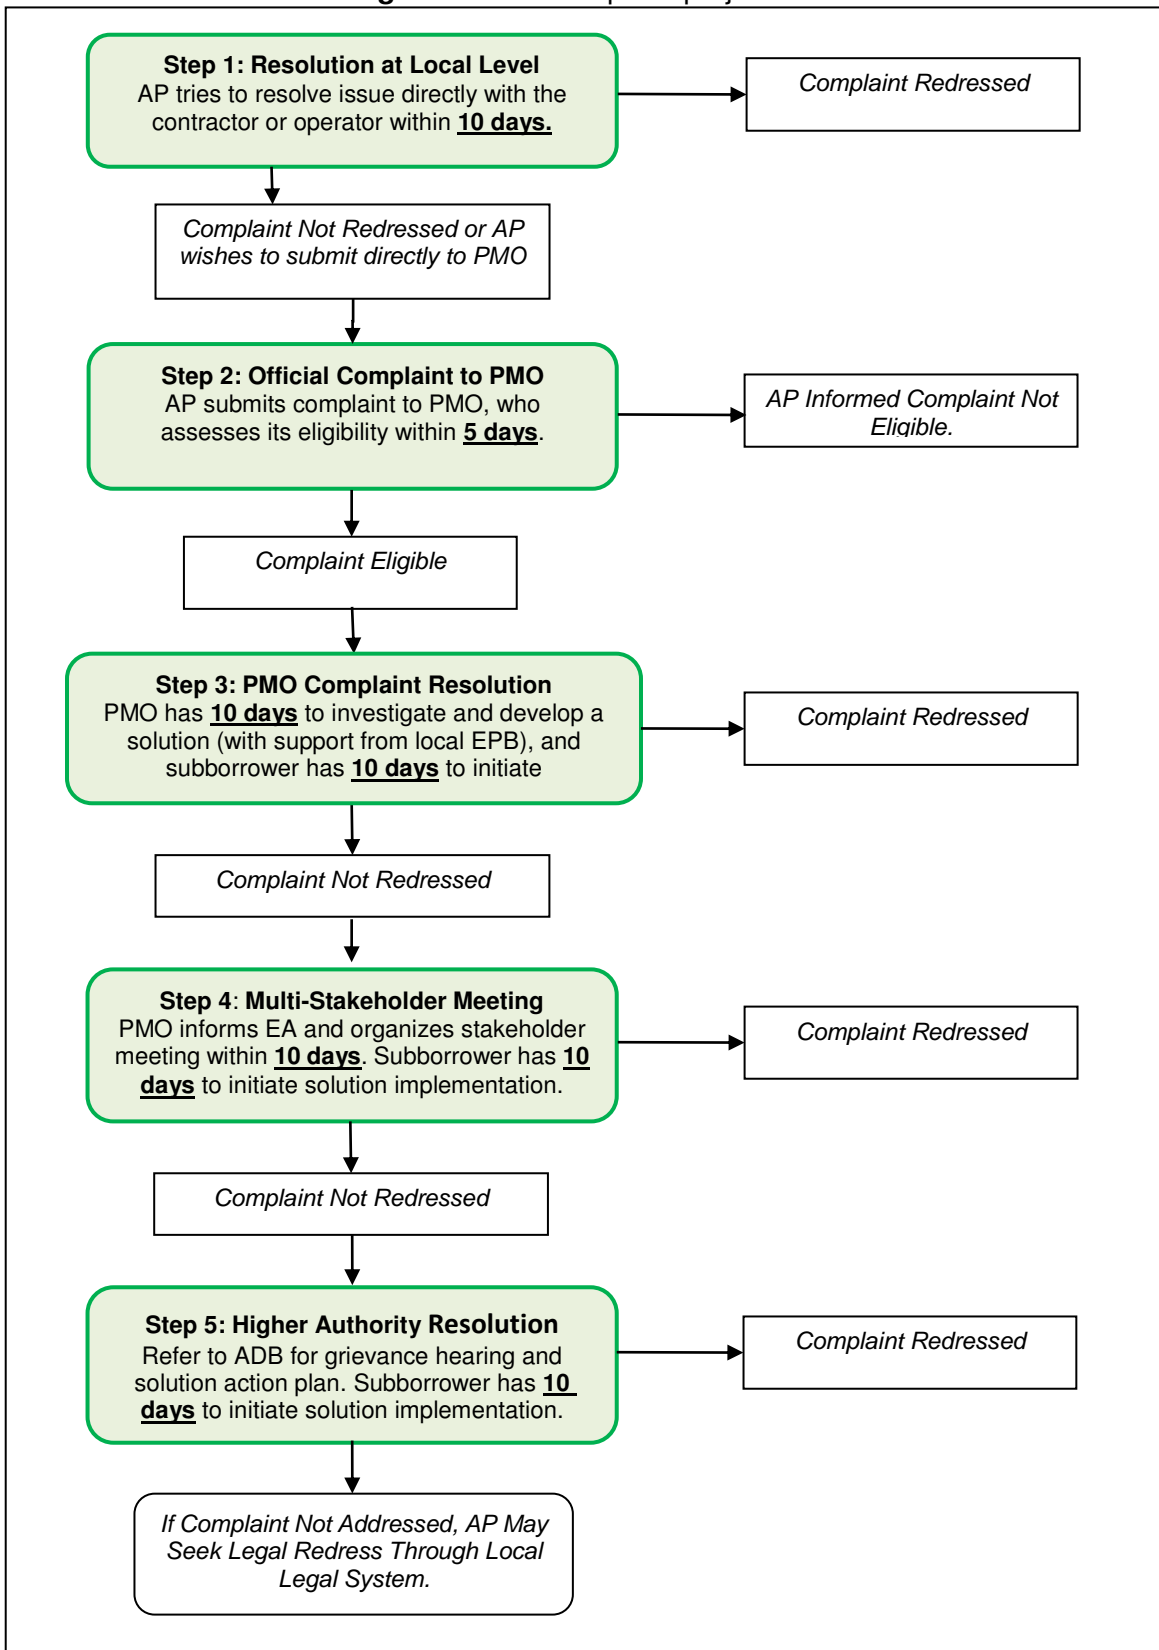 Step 1: Resolution at Local Level
AP tries to resolve issue directly with the
contractor or operator within 10 days.
Complaint Redressed
Complaint Not Redressed or AP
wishes to submit directly to PMO
Step 2: Official Complaint to PMO
AP submits complaint to PMO, who
assesses its eligibility within 5 days.
AP Informed Complaint Not
Eligible.
Complaint Eligible
Step 3: PMO Complaint Resolution
PMO has 10 days to investigate and develop a
solution (with support from local EPB), and
subborrower has 10 days to initiate
Complaint Redressed
Complaint Not Redressed
Step 4: Multi-Stakeholder Meeting
PMO informs EA and organizes stakeholder
meeting within 10 days. Subborrower has 10
days to initiate solution implementation.
Complaint Redressed
Complaint Not Redressed
Step 5: Higher Authority Resolution
Refer to ADB for grievance hearing and
solution action plan. Subborrower has 10
days to initiate solution implementation.
Complaint Redressed
If Complaint Not Addressed, AP May
Seek Legal Redress Through Local
Legal System.